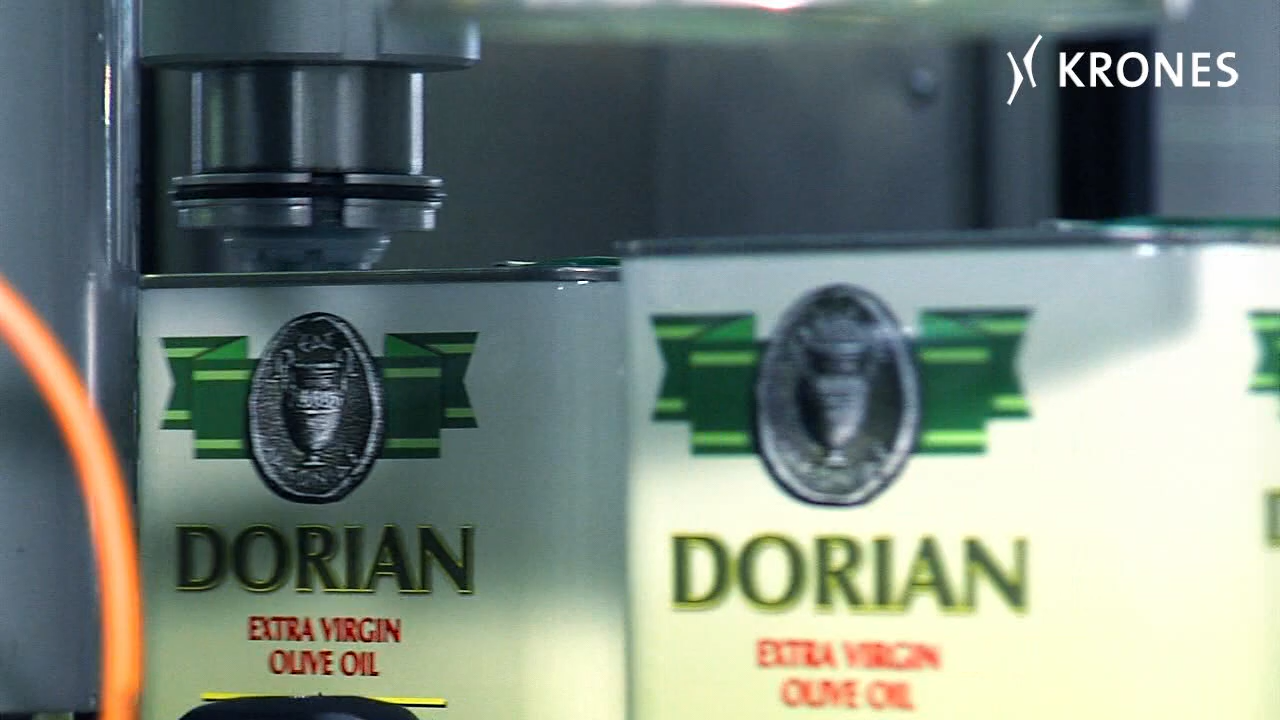 KRONES
DORIAN
EXTRA VIRGIN
OLIVE OIL
DORIAN
EXTRA VIRGIN
OLIVE OIL